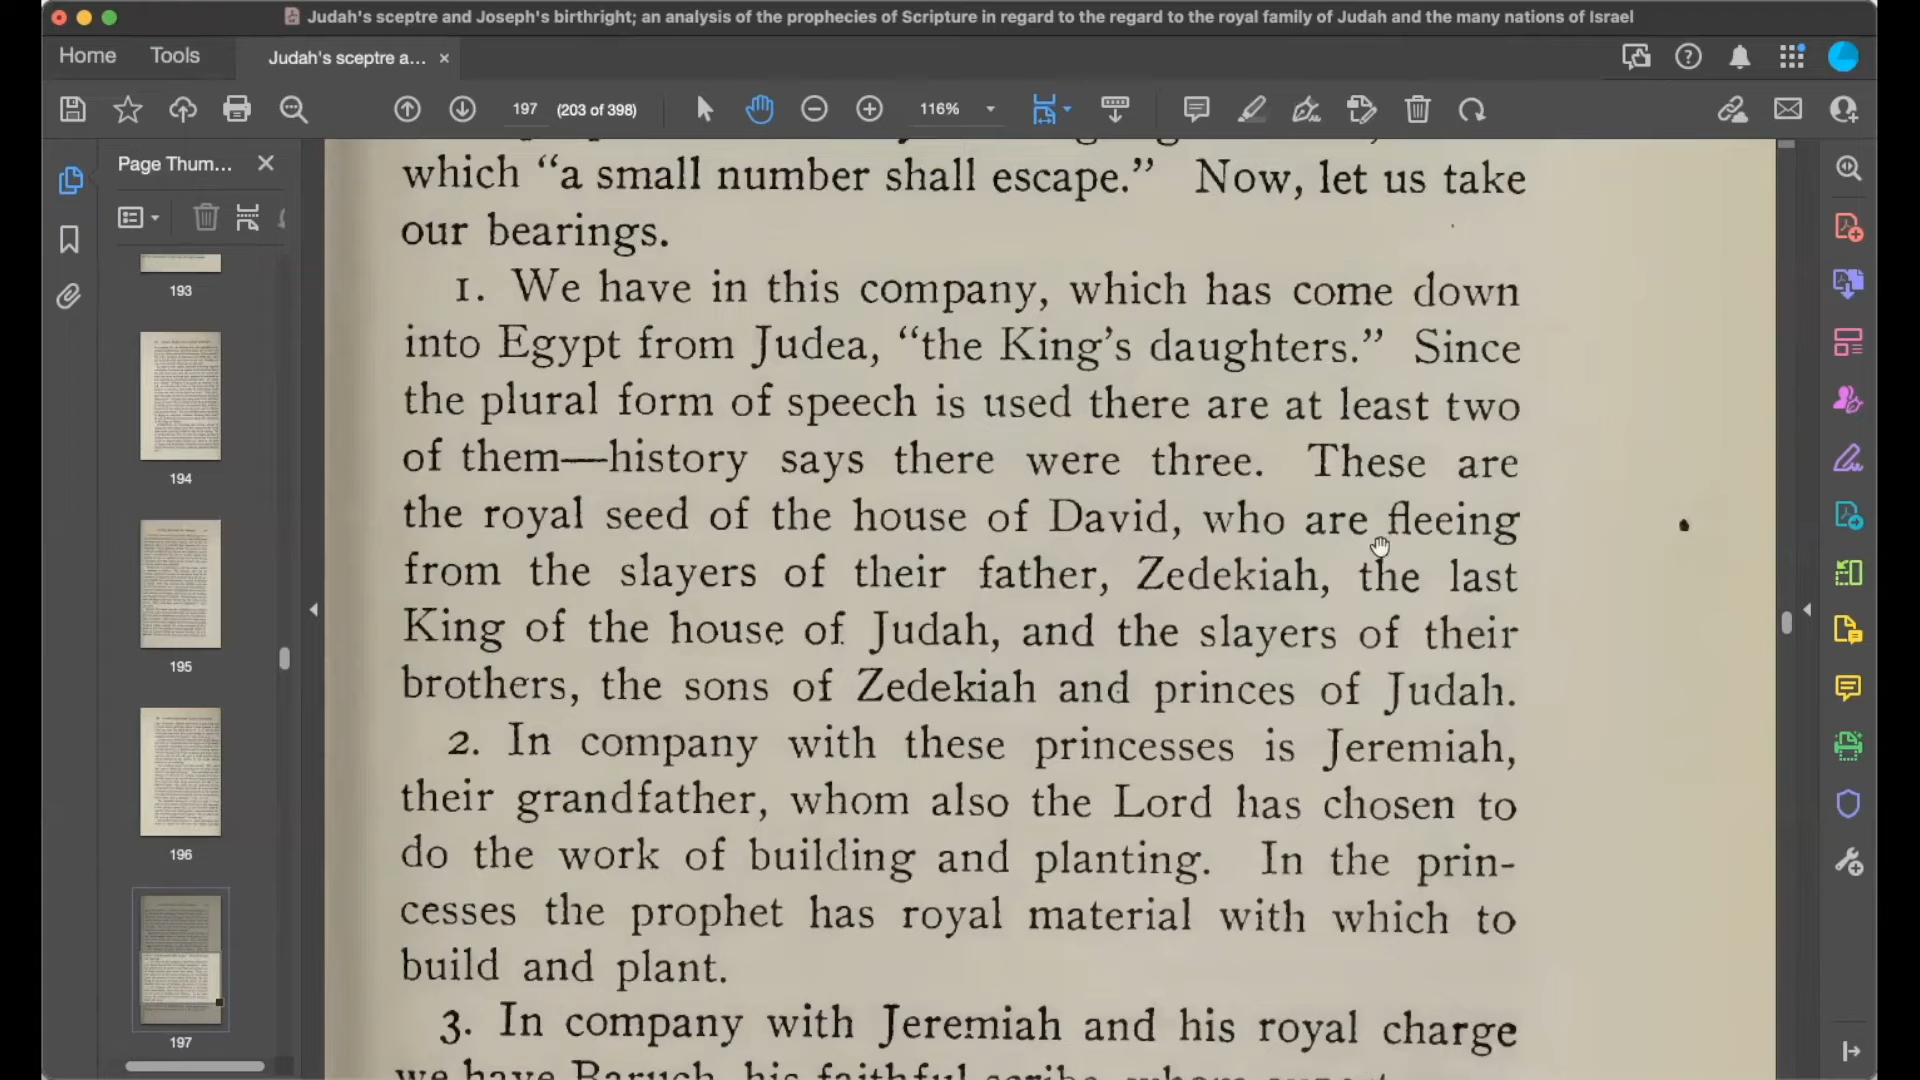 Judah's sceptre and Joseph's birthright; an analysis of the prophecies of Scripture in regard to the regard to the royal family of Judah and the many nations of Israel
Home
Tools
Judah's sceptre a...
197
(203 of 398)
116%
Page Thum...
193
194
195
196
197
which “a small number shall escape.” Now, let us take
our bearings.
1. We have in this company, which has come down
into Egypt from Judea, “the King’s daughters.” Since
the plural form of speech is used there are at least two
of them—history says there were three. These are
the royal seed of the house of David, who are fleeing
from the slayers of their father, Zedekiah, the last
King of the house of Judah, and the slayers of their
brothers, the sons of Zedekiah and princes of Judah.
2. In company with these princesses is Jeremiah,
their grandfather, whom also the Lord has chosen to
do the work of building and planting. In the prin-
cesses the prophet has royal material with which to
build and plant.
3. In company with Jeremiah and his royal charge
we have Baruch, his faithful scribe, whom